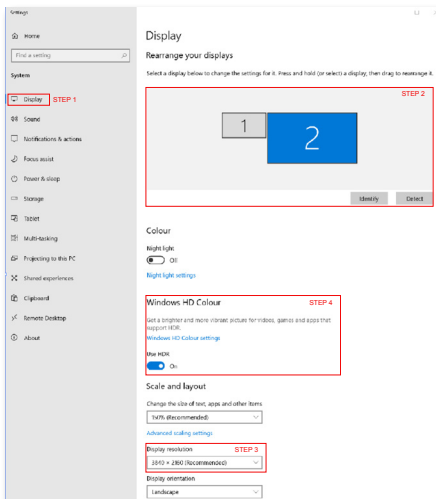 Settings
Home
Find a setting
System
Display STEP 1
Sound
Notifications & actions
Focus assist
Power & sleep
Storage
Tablet
Multi-tasking
Projecting to this PC
Shared experiences
Clipboard
Remote Desktop
About
Display
Rearrange your displays
Select a display below to change the settings for it. Press and hold (or select) a display, then drag to rearrange it.
STEP 2
1
2
Identify Detect
Colour
Night light
Off
Night light settings
Windows HD Colour STEP 4
Get a brighter and more vibrant picture for videos, games and apps that
support HDR.
Windows HD Colour settings
Use HDR
On
Scale and layout
Change the size of text, apps and other items
150% (Recommended)
Advanced scaling settings
Display resolution STEP 3
3840 × 2160 (Recommended)
Display orientation
Landscape